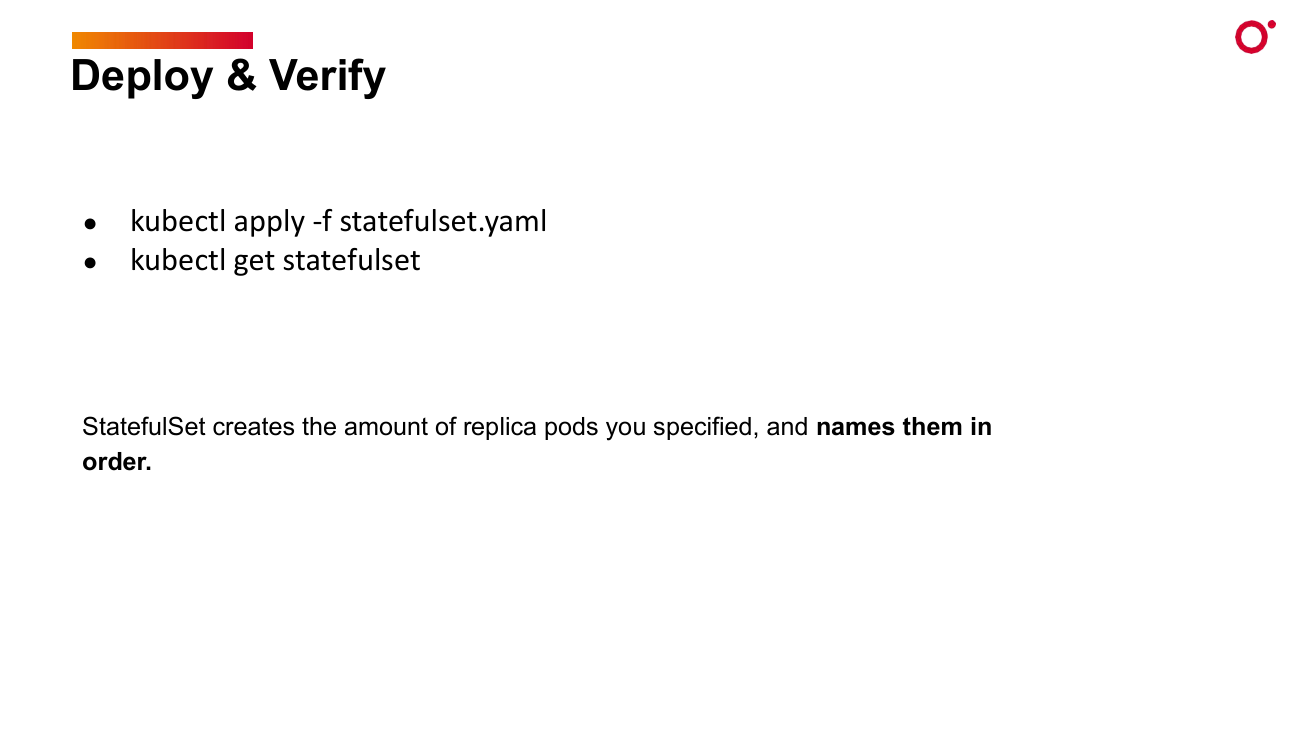 Deploy & Verify
● kubectl apply -f statefulset.yaml
● kubectl get statefulset
StatefulSet creates the amount of replica pods you specified, and names them in
order.